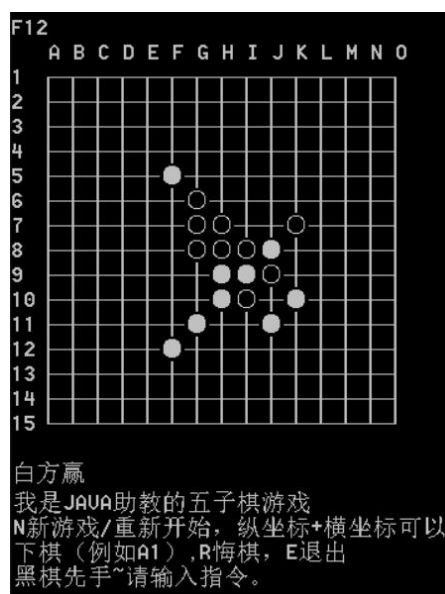 F12
A B C D E F G H I J K L M N O
1
2
3
4
5
6
7
8
9
10
11
12
13
14
15
白方赢
我是JAVA助教的五子棋游戏
N新游戏/重新开始，纵坐标+横坐标可以
下棋（例如A1）,R悔棋，E退出
黑棋先手~请输入指令。